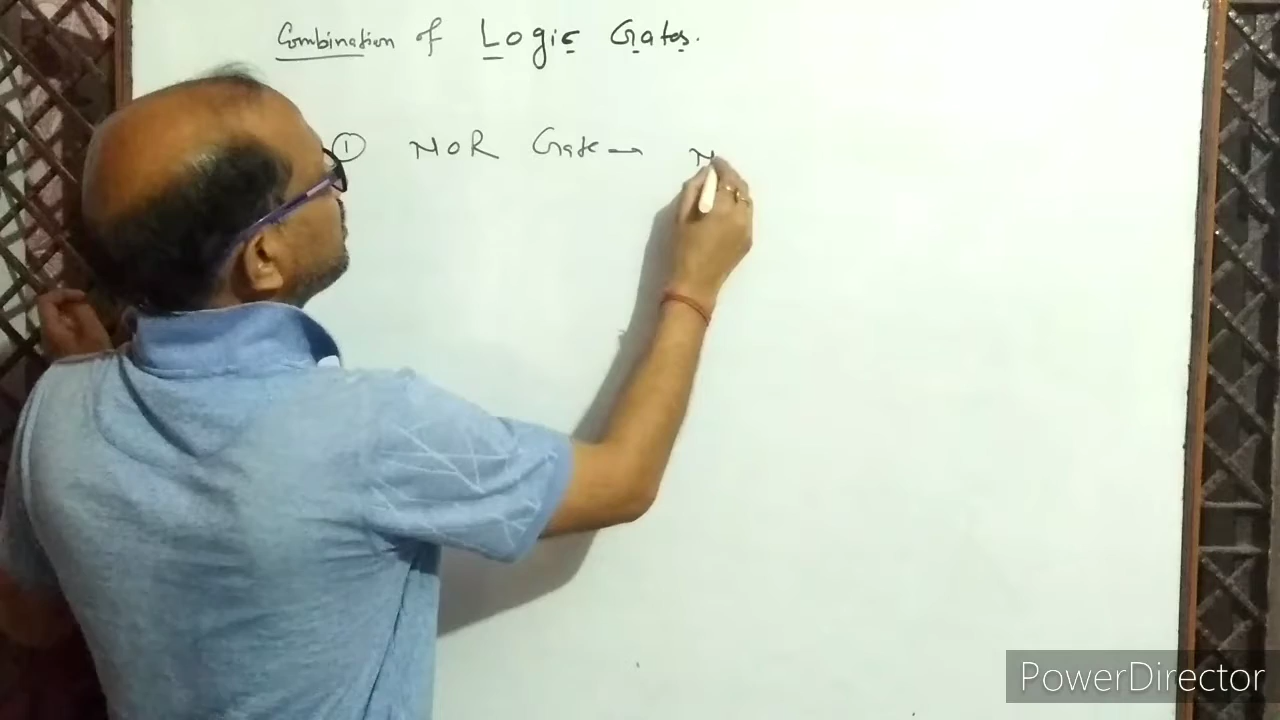 Combination of Logic Gates.
① NOR Gate → N
PowerDirector